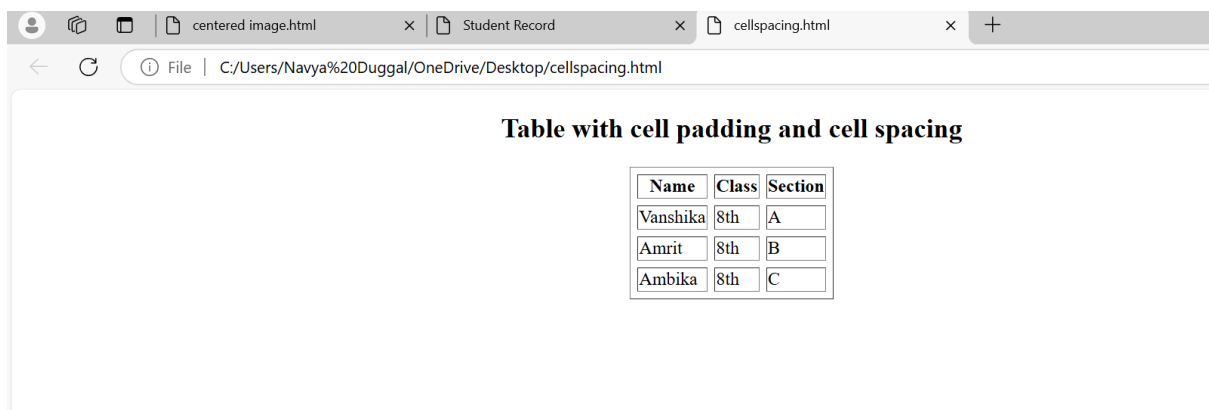 centered image.html
Student Record
cellspacing.html
File
C:/Users/Navya%20Duggal/OneDrive/Desktop/cellspacing.html
Table with cell padding and cell spacing
Name Class Section
Vanshika 8th A
Amrit 8th B
Ambika 8th C